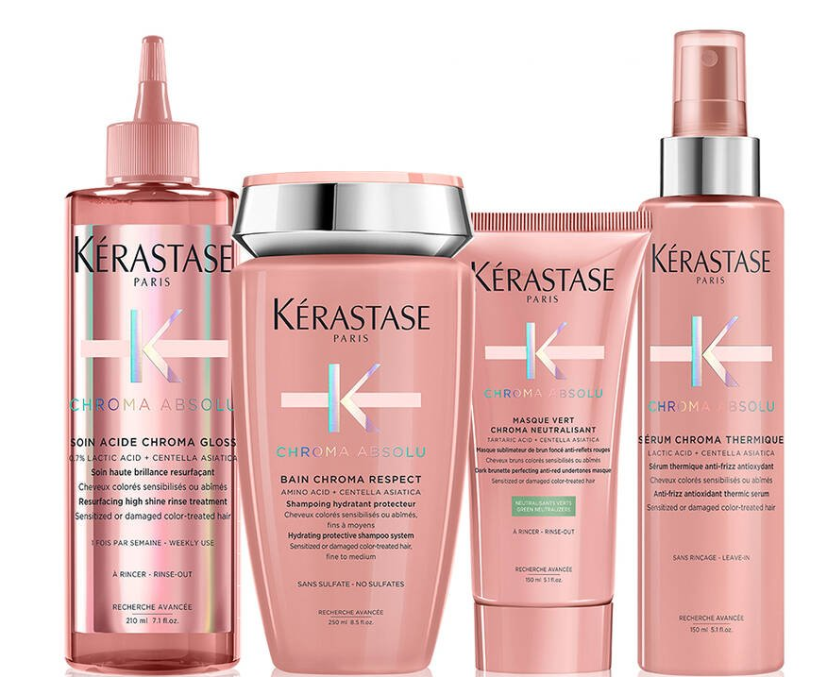 KÉRASTASE
PARIS
K
CHROMA ABSOLU
SOIN ACIDE CHROMA GLOSS
0.7% LACTIC ACID + CENTELLA ASIATICA
Soin haute brillance resurfaçant
Cheveux colorés sensibilisés ou abîmés
Resurfacing high shine rinse treatment
Sensitized or damaged color-treated hair
1 FOIS PAR SEMAINE - WEEKLY USE
À RINCER - RINSE-OUT
RECHERCHE AVANCÉE
210 ml 7.1 fl.oz.
KÉRASTASE
PARIS
K
CHROMA ABSOLU
BAIN CHROMA RESPECT
AMINO ACID + CENTELLA ASIATICA
Shampoing hydratant protecteur
Cheveux colorés sensibilisés ou abîmés,
fins à moyens
Hydrating protective shampoo system
Sensitized or damaged color-treated hair,
fine to medium
SANS SULFATE - NO SULFATES
RECHERCHE AVANCÉE
250 ml 8.5 fl.oz.
KÉRASTASE
PARIS
K
CHROMA ABSOLU
MASQUE VERT
CHROMA NEUTRALISANT
TARTARIC ACID + CENTELLA ASIATICA
Masque sublimateur de brun foncé anti-reflets rouges
Cheveux bruns colorés sensibilisés ou abîmés
Dark brunette perfecting anti-red undertones masque
Sensitized or damaged color-treated hair
NEUTRALISANTS VERTS
GREEN NEUTRALIZERS
À RINCER - RINSE-OUT
RECHERCHE AVANCÉE
150 ml 5.1 fl.oz.
KÉRASTASE
PARIS
K
CHROMA ABSOLU
SÉRUM CHROMA THERMIQUE
LACTIC ACID + CENTELLA ASIATICA
Sérum thermique anti-frizz antioxydant
Cheveux colorés sensibilisés ou abîmés
Anti-frizz antioxidant thermic serum
Sensitized or damaged color-treated hair
SANS RINÇAGE - LEAVE-IN
RECHERCHE AVANCÉE
150 ml 5.1 fl.oz.